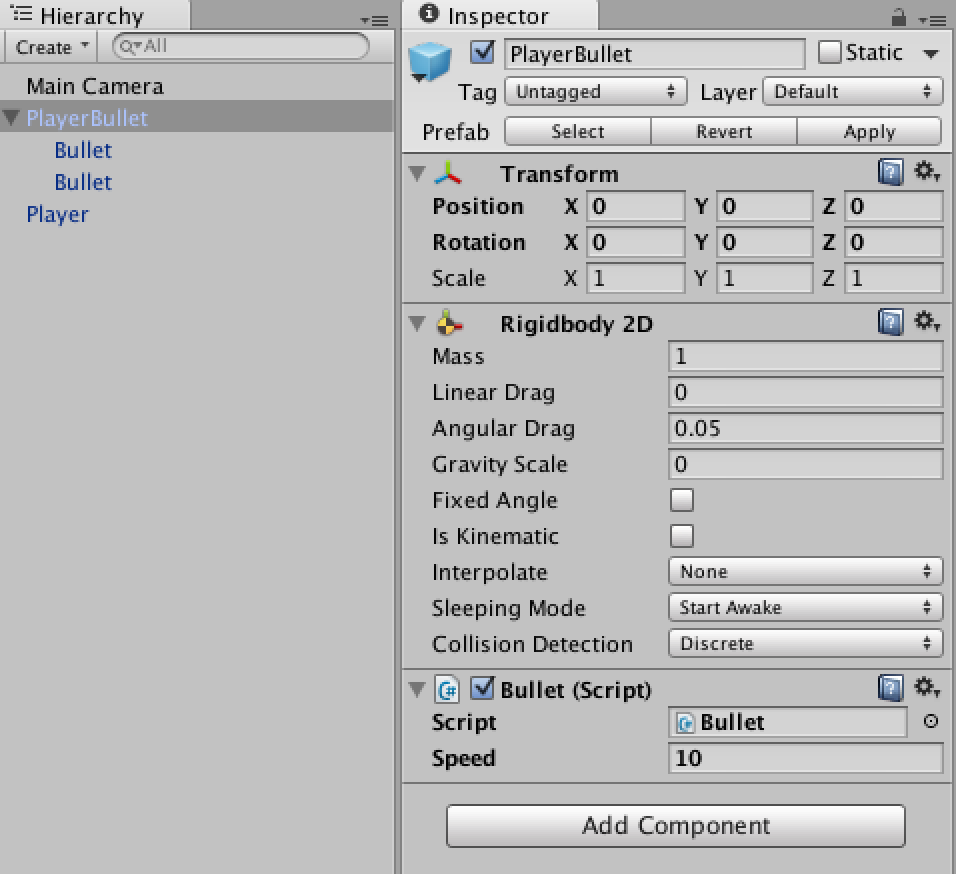 Hierarchy
Create All
Main Camera
PlayerBullet
Bullet
Bullet
Player
Inspector
PlayerBullet Static
Tag Untagged Layer Default
Prefab Select Revert Apply
Transform
Position X 0 Y 0 Z 0
Rotation X 0 Y 0 Z 0
Scale X 1 Y 1 Z 1
Rigidbody 2D
Mass 1
Linear Drag 0
Angular Drag 0.05
Gravity Scale 0
Fixed Angle
Is Kinematic
Interpolate None
Sleeping Mode Start Awake
Collision Detection Discrete
C# Bullet (Script)
Script Bullet
Speed 10
Add Component